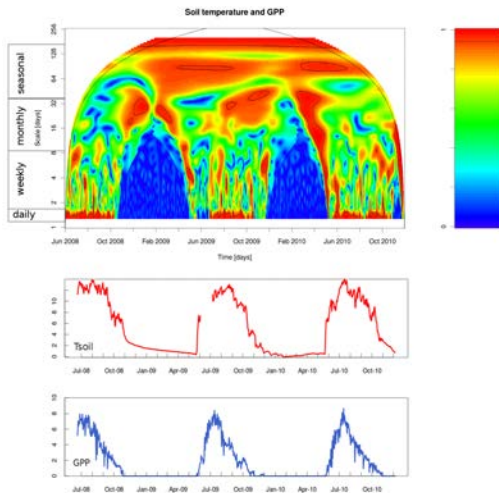 Soil temperature and GPP
256
128
64
32
16
8
4
2
1
seasonal
monthly
weekly
daily
Scale [days]
Jun 2008 Oct 2008 Feb 2009 Jun 2009 Oct 2009 Feb 2010 Jun 2010 Oct 2010
Time [days]
1
0
10
8
6
4
2
0
Tsoil
Jul-08 Oct-08 Jan-09 Apr-09 Jul-09 Oct-09 Jan-10 Apr-10 Jul-10 Oct-10
10
8
6
4
2
0
GPP
Jul-08 Oct-08 Jan-09 Apr-09 Jul-09 Oct-09 Jan-10 Apr-10 Jul-10 Oct-10